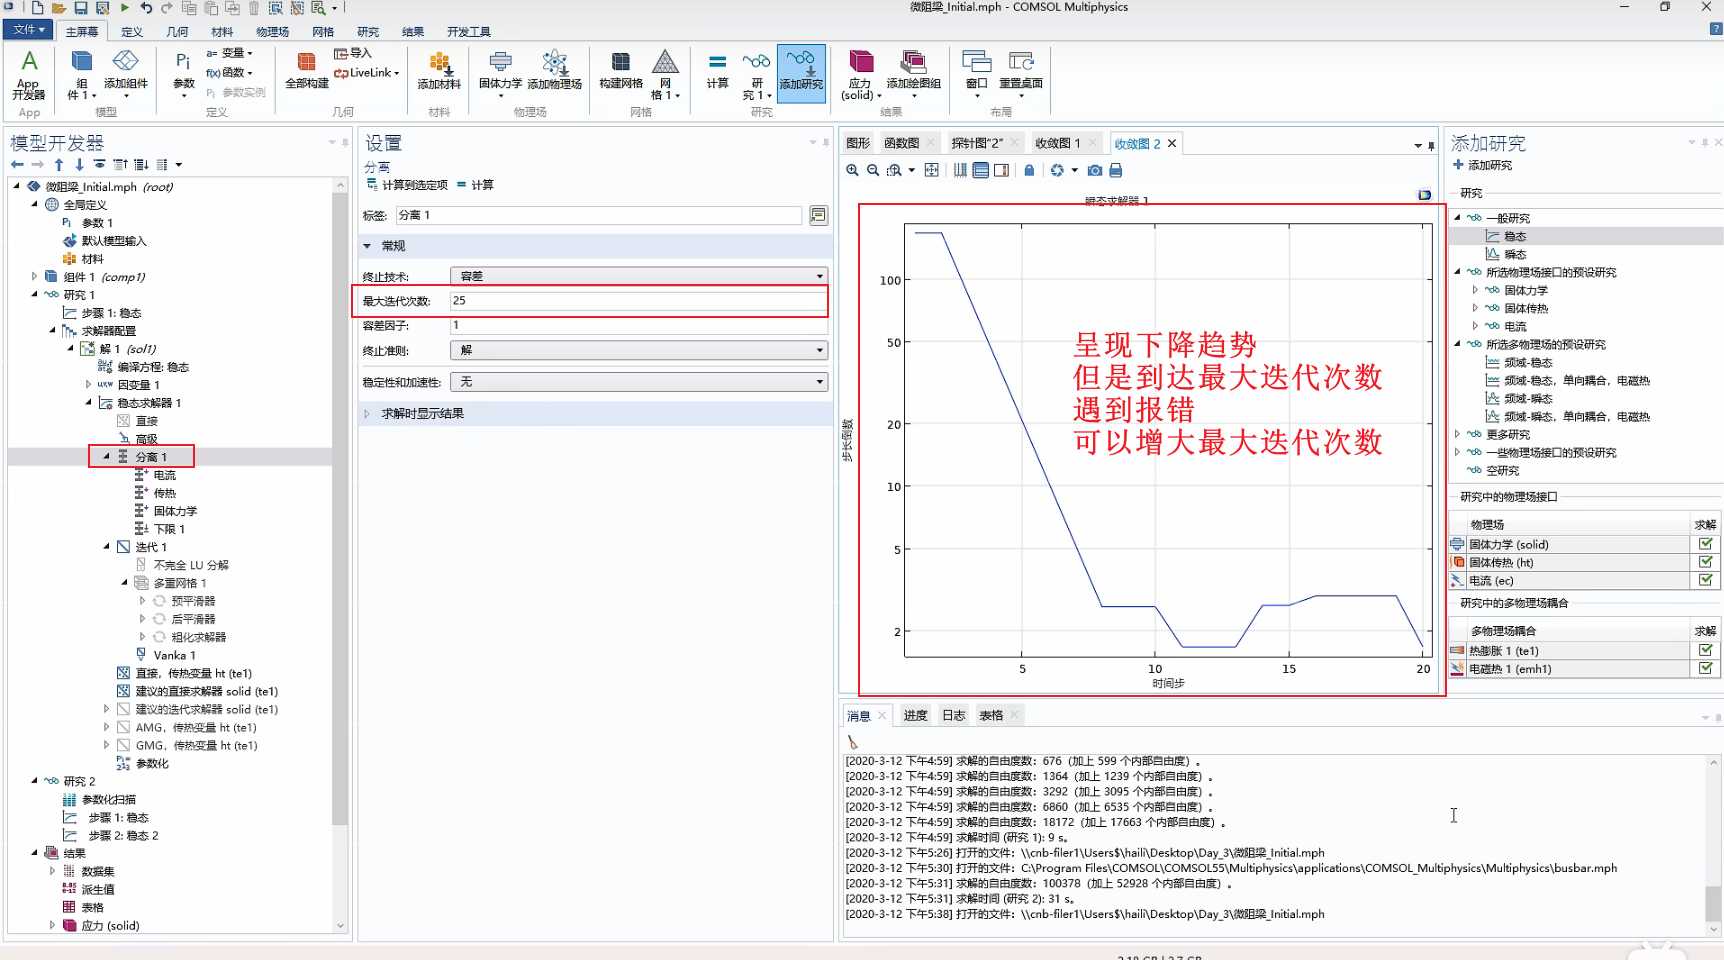 微阻梁_Initial.mph - COMSOL Multiphysics
文件 主屏幕 定义 几何 材料 物理场 网格 研究 结果 开发工具
App 开发器
组件 1
添加组件
参数
a= 变量
f(x) 函数
Pi 参数实例
全部构建
导入
LiveLink
添加材料
固体力学
添加物理场
构建网格
网格 1
计算
研究 1
添加研究
应力 (solid)
添加绘图组
窗口
重置桌面
App 模型 定义 几何 材料 物理场 网格 研究 结果 布局
模型开发器
微阻梁_Initial.mph (root)
全局定义
Pi 参数 1
默认模型输入
材料
组件 1 (comp1)
研究 1
步骤 1: 稳态
求解器配置
解 1 (sol1)
编译方程: 稳态
因变量 1
稳态求解器 1
直接
高级
分离 1
电流
传热
固体力学
下限 1
迭代 1
不完全 LU 分解
多重网格 1
预平滑器
后平滑器
粗化求解器
Vanka 1
直接，传热变量 ht (te1)
建议的直接求解器 solid (te1)
建议的迭代求解器 solid (te1)
AMG，传热变量 ht (te1)
GMG，传热变量 ht (te1)
参数化
研究 2
参数化扫描
步骤 1: 稳态
步骤 2: 稳态 2
结果
数据集
派生值
表格
应力 (solid)
设置
分离
计算到选定项 = 计算
标签: 分离 1
常规
终止技术: 容差
最大迭代次数: 25
容差因子: 1
终止准则: 解
稳定性和加速性: 无
求解时显示结果
图形 函数图 探针图“2” 收敛图 1 收敛图 2
瞬态求解器 1
100
50
20
10
5
2
步长倒数
5 10 15 20
时间步
呈现下降趋势
但是到达最大迭代次数
遇到报错
可以增大最大迭代次数
消息 进度 日志 表格
[2020-3-12 下午4:59] 求解的自由度数: 676（加上 599 个内部自由度）。
[2020-3-12 下午4:59] 求解的自由度数: 1364（加上 1239 个内部自由度）。
[2020-3-12 下午4:59] 求解的自由度数: 3292（加上 3095 个内部自由度）。
[2020-3-12 下午4:59] 求解的自由度数: 6860（加上 6535 个内部自由度）。
[2020-3-12 下午4:59] 求解的自由度数: 18172（加上 17663 个内部自由度）。
[2020-3-12 下午4:59] 求解时间 (研究 1): 9 s。
[2020-3-12 下午5:26] 打开的文件: \\cnb-filer1\Users$\haili\Desktop\Day_3\微阻梁_Initial.mph
[2020-3-12 下午5:30] 打开的文件: C:\Program Files\COMSOL\COMSOL55\Multiphysics\applications\COMSOL_Multiphysics\Multiphysics\busbar.mph
[2020-3-12 下午5:31] 求解的自由度数: 100378（加上 52928 个内部自由度）。
[2020-3-12 下午5:31] 求解时间 (研究 2): 31 s。
[2020-3-12 下午5:38] 打开的文件: \\cnb-filer1\Users$\haili\Desktop\Day_3\微阻梁_Initial.mph
添加研究
+ 添加研究
研究
一般研究
稳态
瞬态
所选物理场接口的预设研究
固体力学
固体传热
电流
所选多物理场的预设研究
频域-稳态
频域-稳态，单向耦合，电磁热
频域-瞬态
频域-瞬态，单向耦合，电磁热
更多研究
一些物理场接口的预设研究
空研究
研究中的物理场接口
物理场 求解
固体力学 (solid)
固体传热 (ht)
电流 (ec)
研究中的多物理场耦合
多物理场耦合 求解
热膨胀 1 (te1)
电磁热 1 (emh1)